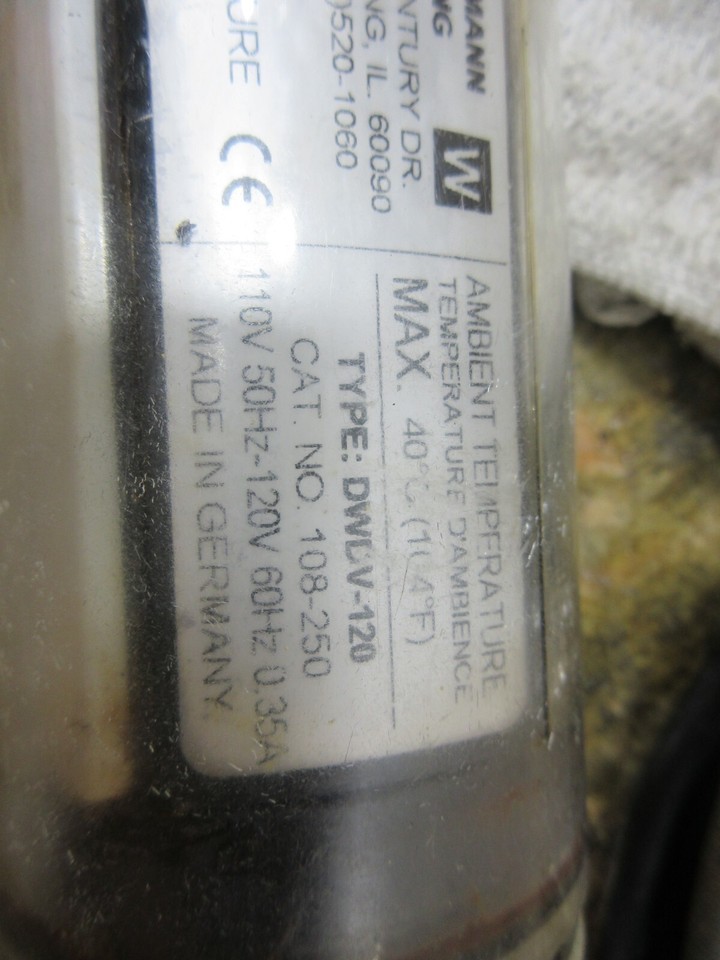 MANN
NG
NTURY DR.
NG, IL. 60090
)520-1060
URE CE
W
AMBIENT TEMPERATURE
TEMPERATURE D'AMBIENCE
MAX. 40°C (104°F)
TYPE: DWLV-120
CAT. NO. 108-250
110V 50Hz-120V 60Hz 0.35A
MADE IN GERMANY